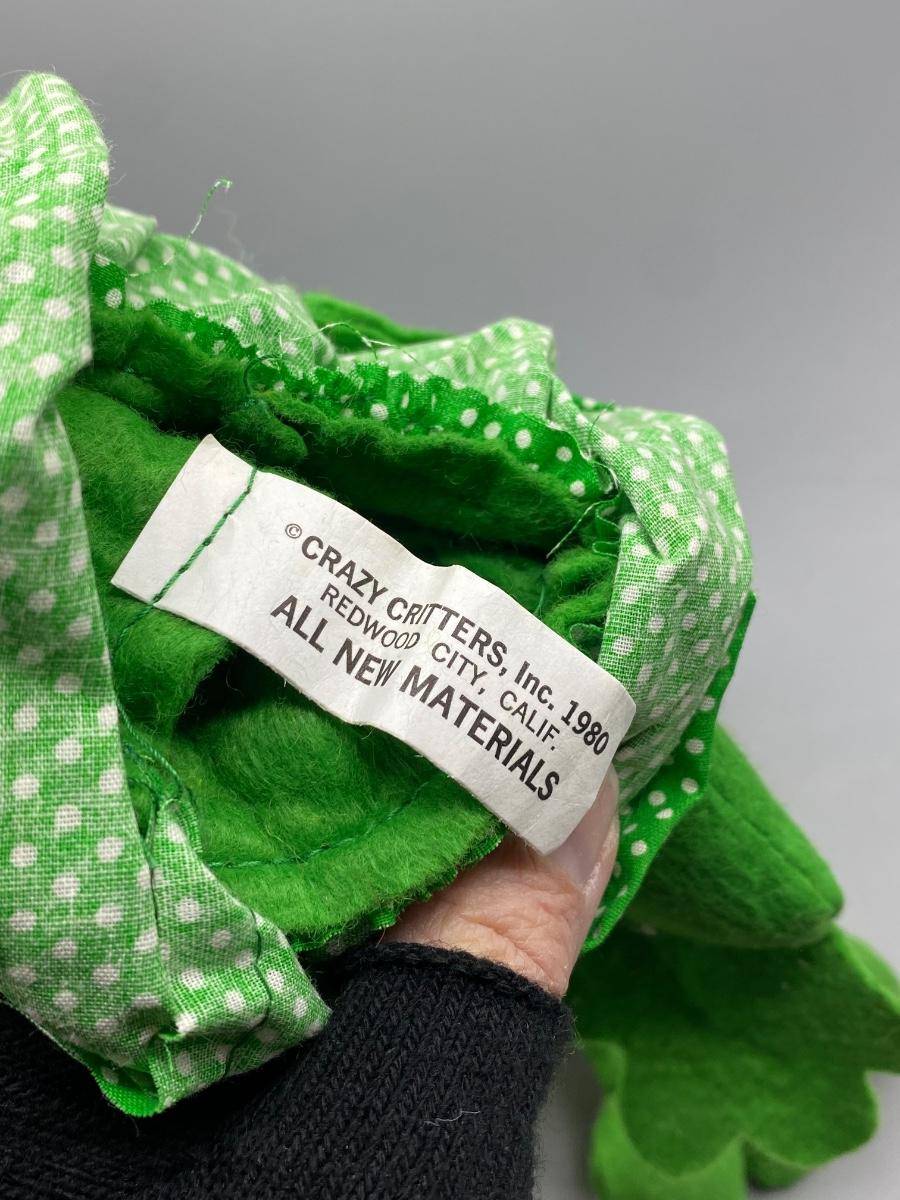 © CRAZY CRITTERS, Inc. 1980
REDWOOD CITY, CALIF.
ALL NEW MATERIALS